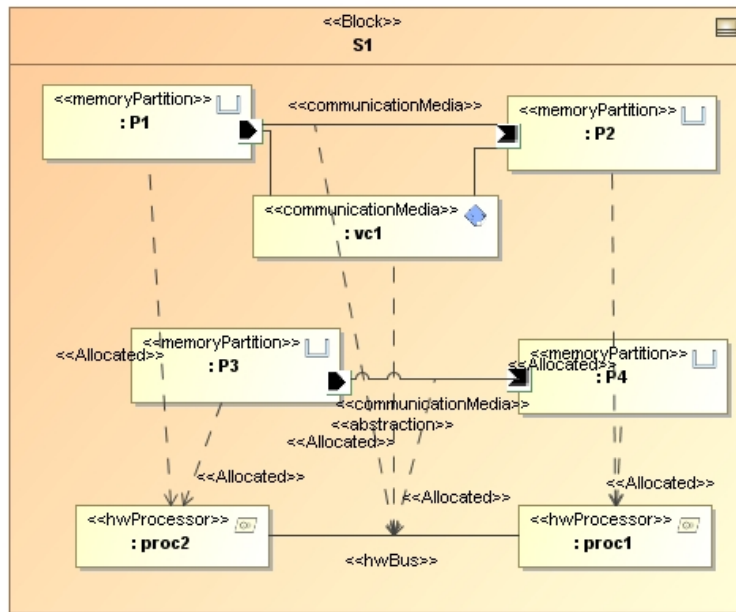 <<Block>>
S1
<<memoryPartition>>
: P1
<<communicationMedia>>
<<memoryPartition>>
: P2
<<communicationMedia>>
: vc1
<<memoryPartition>>
: P3
<<Allocated>>
<<memoryPartition>>
: P4
<<Allocated>>
<<communicationMedia>>
<<abstraction>>
<<Allocated>>
<<Allocated>>
<<Allocated>>
<<Allocated>>
<<hwProcessor>>
: proc2
<<hwBus>>
<<hwProcessor>>
: proc1